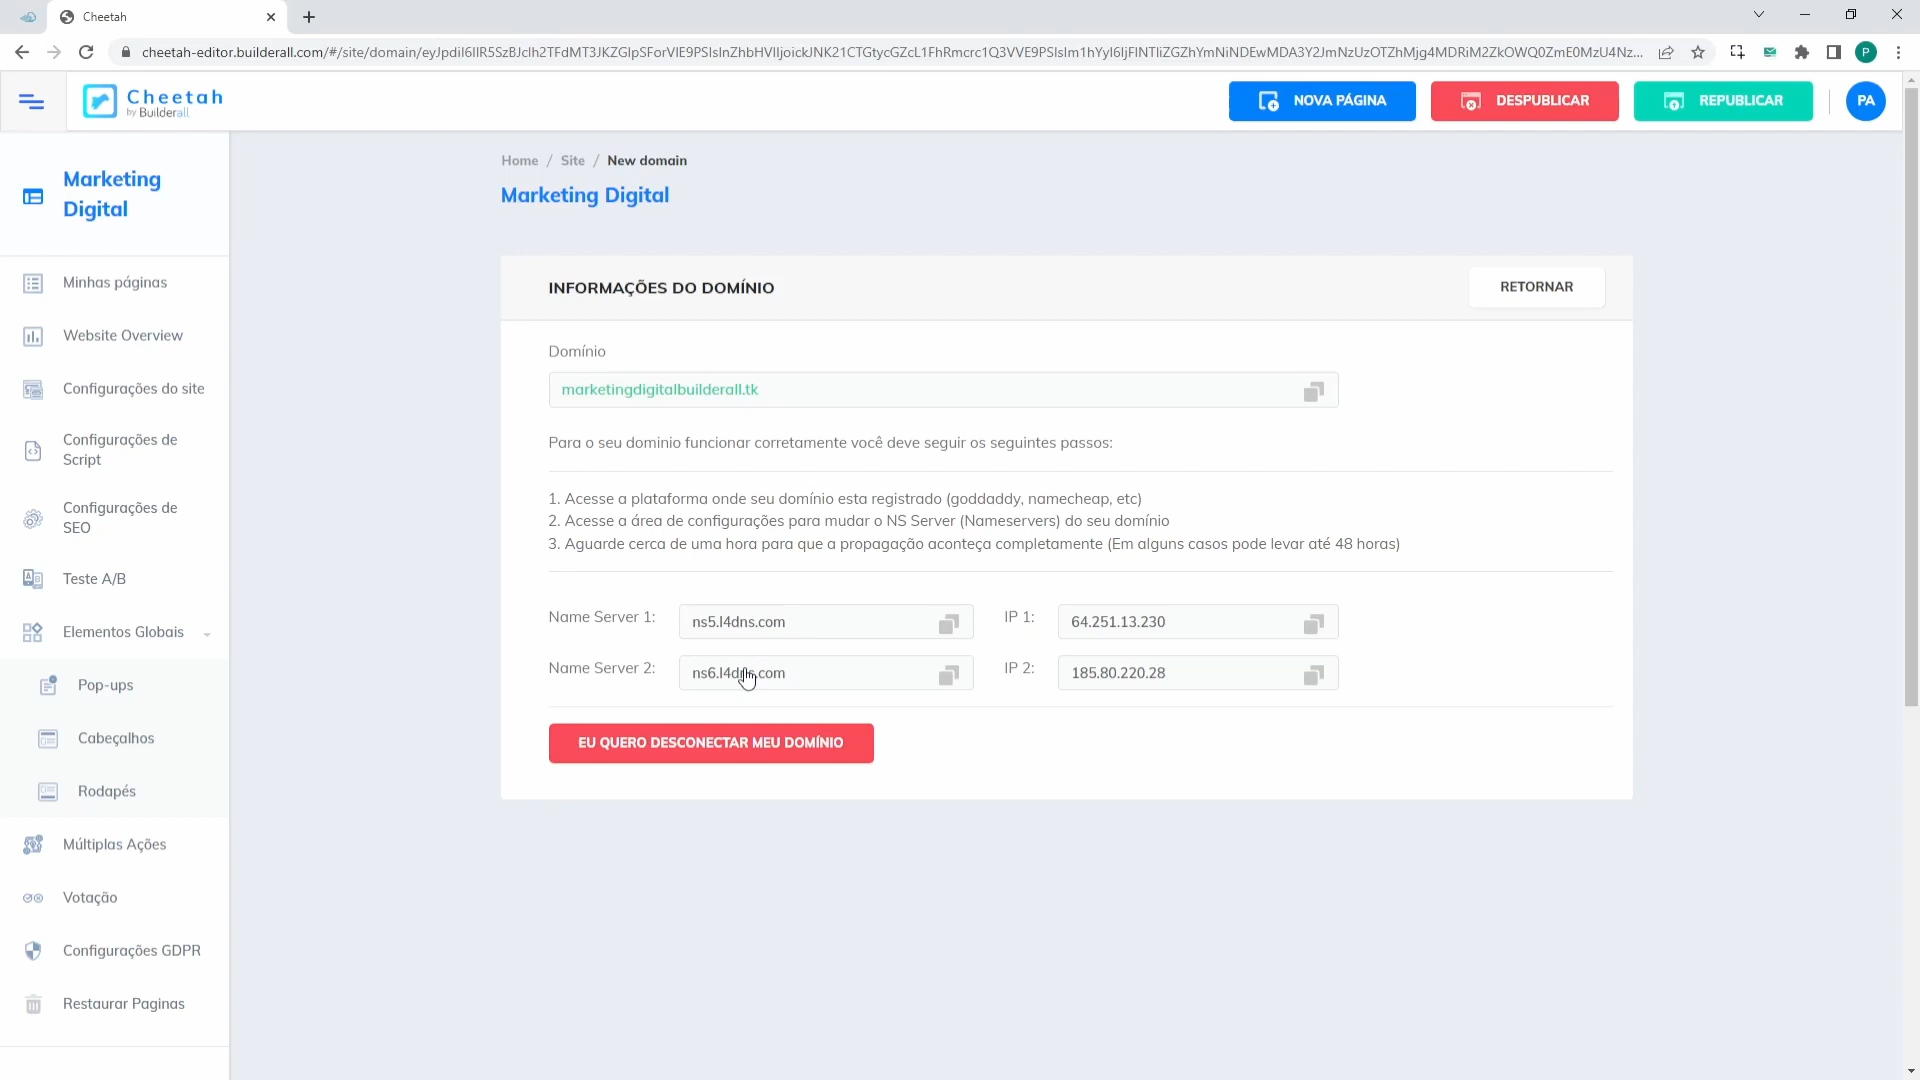 Cheetah
cheetah-editor.builderall.com/#/site/domain/
P
Cheetah
by Builderall
NOVA PÁGINA
DESPUBLICAR
REPUBLICAR
PA
Marketing
Digital
Minhas páginas
Website Overview
Configurações do site
Configurações de
Script
Configurações de
SEO
Teste A/B
Elementos Globais
Pop-ups
Cabeçalhos
Rodapés
Múltiplas Ações
Votação
Configurações GDPR
Restaurar Paginas
Home / Site / New domain
Marketing Digital
INFORMAÇÕES DO DOMÍNIO
RETORNAR
Domínio
marketingdigitalbuilderall.tk
Para o seu dominio funcionar corretamente você deve seguir os seguintes passos:
1. Acesse a plataforma onde seu domínio esta registrado (goddaddy, namecheap, etc)
2. Acesse a área de configurações para mudar o NS Server (Nameservers) do seu domínio
3. Aguarde cerca de uma hora para que a propagação aconteça completamente (Em alguns casos pode levar até 48 horas)
Name Server 1: ns5.l4dns.com IP 1: 64.251.13.230
Name Server 2: ns6.l4dns.com IP 2: 185.80.220.28
EU QUERO DESCONECTAR MEU DOMÍNIO